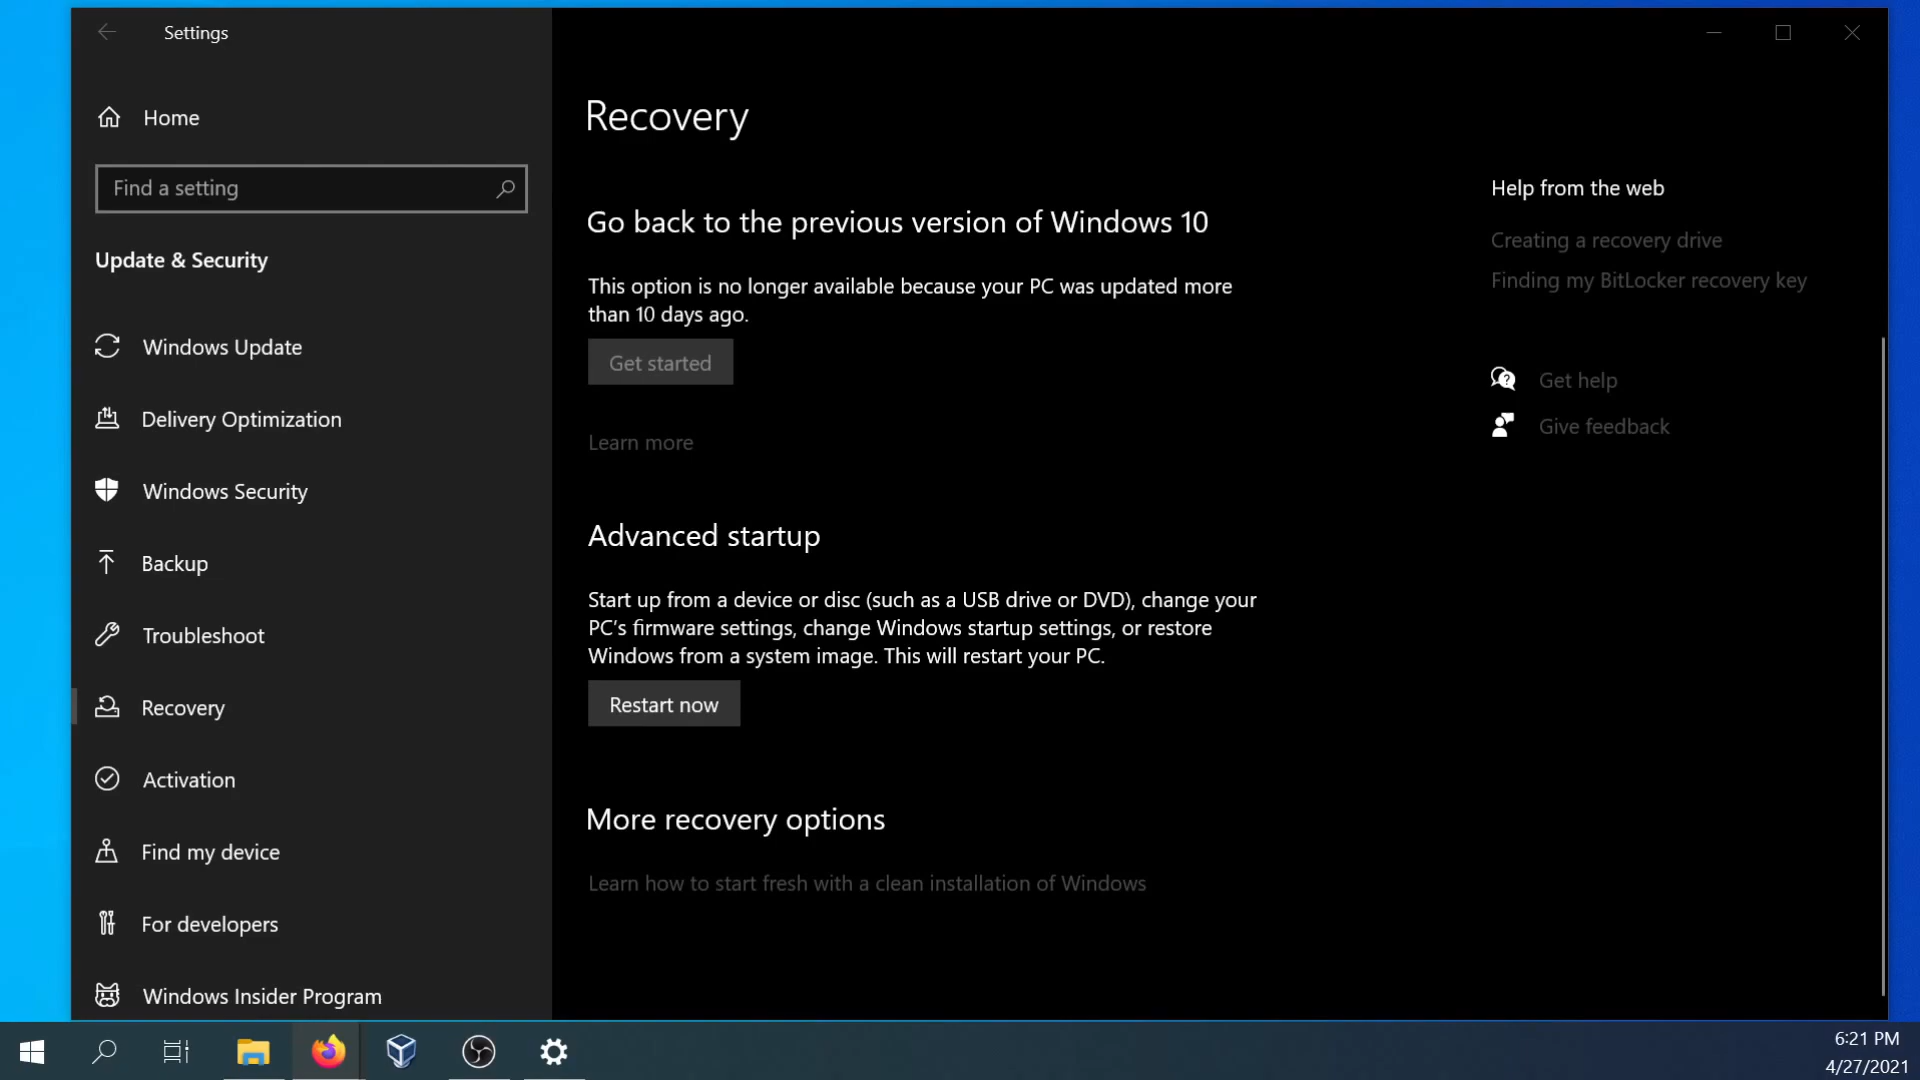 Settings
Home
Find a setting
Update & Security
Windows Update
Delivery Optimization
Windows Security
Backup
Troubleshoot
Recovery
Activation
Find my device
For developers
Windows Insider Program
Recovery
Go back to the previous version of Windows 10
This option is no longer available because your PC was updated more
than 10 days ago.
Get started
Learn more
Advanced startup
Start up from a device or disc (such as a USB drive or DVD), change your
PC's firmware settings, change Windows startup settings, or restore
Windows from a system image. This will restart your PC.
Restart now
More recovery options
Learn how to start fresh with a clean installation of Windows
Help from the web
Creating a recovery drive
Finding my BitLocker recovery key
Get help
Give feedback
6:21 PM
4/27/2021